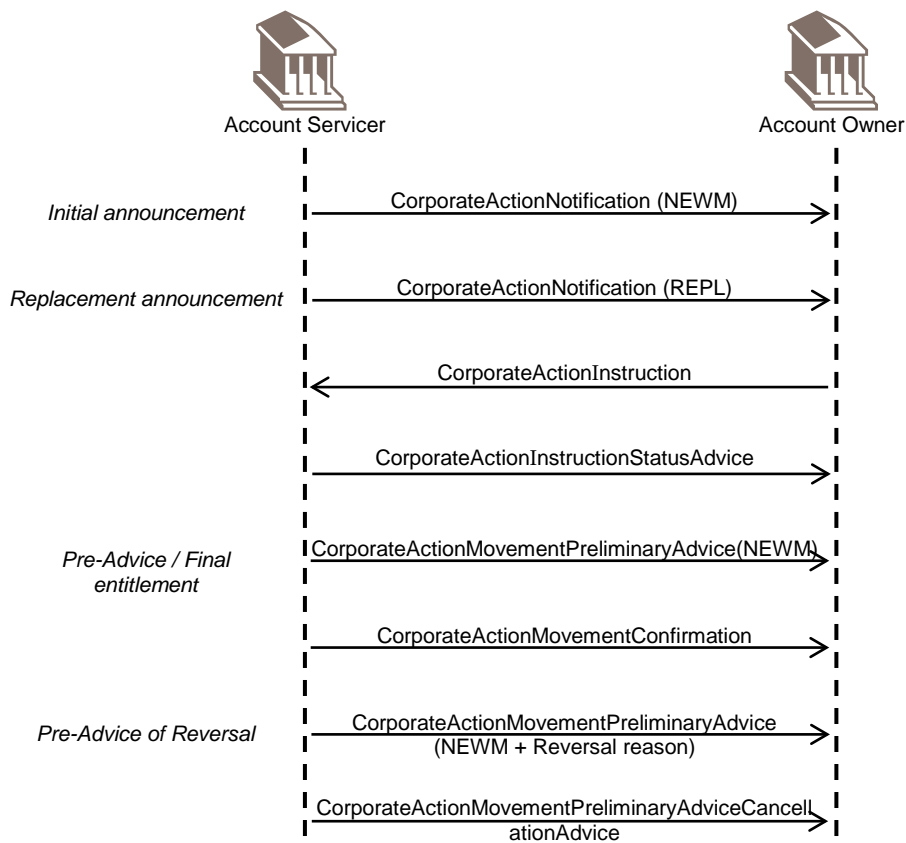 Account Servicer
Account Owner
Initial announcement
CorporateActionNotification (NEWM)
Replacement announcement
CorporateActionNotification (REPL)
CorporateActionInstruction
CorporateActionInstructionStatusAdvice
Pre-Advice / Final
entitlement
CorporateActionMovementPreliminaryAdvice(NEWM)
CorporateActionMovementConfirmation
Pre-Advice of Reversal
CorporateActionMovementPreliminaryAdvice
(NEWM + Reversal reason)
CorporateActionMovementPreliminaryAdviceCancell
ationAdvice